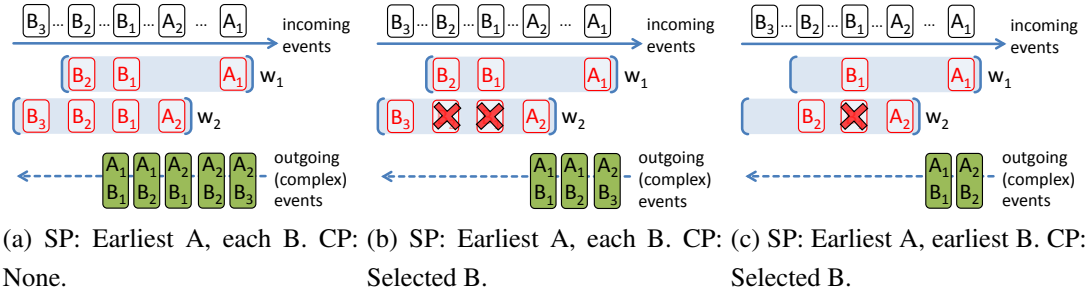 B₃ ... B₂ ... B₁ ... A₂ ... A₁
incoming
events
B₂ B₁ A₁ w₁
B₃ B₂ B₁ A₂ w₂
A₁ A₁ A₂ A₂ A₂
B₁ B₂ B₁ B₂ B₃
outgoing
(complex)
events
(a) SP: Earliest A, each B. CP:
None.
B₃ ... B₂ ... B₁ ... A₂ ... A₁
incoming
events
B₂ B₁ A₁ w₁
B₃ A₂ w₂
A₁ A₁ A₂
B₁ B₂ B₃
outgoing
(complex)
events
(b) SP: Earliest A, each B. CP:
Selected B.
B₃ ... B₂ ... B₁ ... A₂ ... A₁
incoming
events
B₁ A₁ w₁
B₂ A₂ w₂
A₁ A₂
B₁ B₂
outgoing
(complex)
events
(c) SP: Earliest A, earliest B. CP:
Selected B.